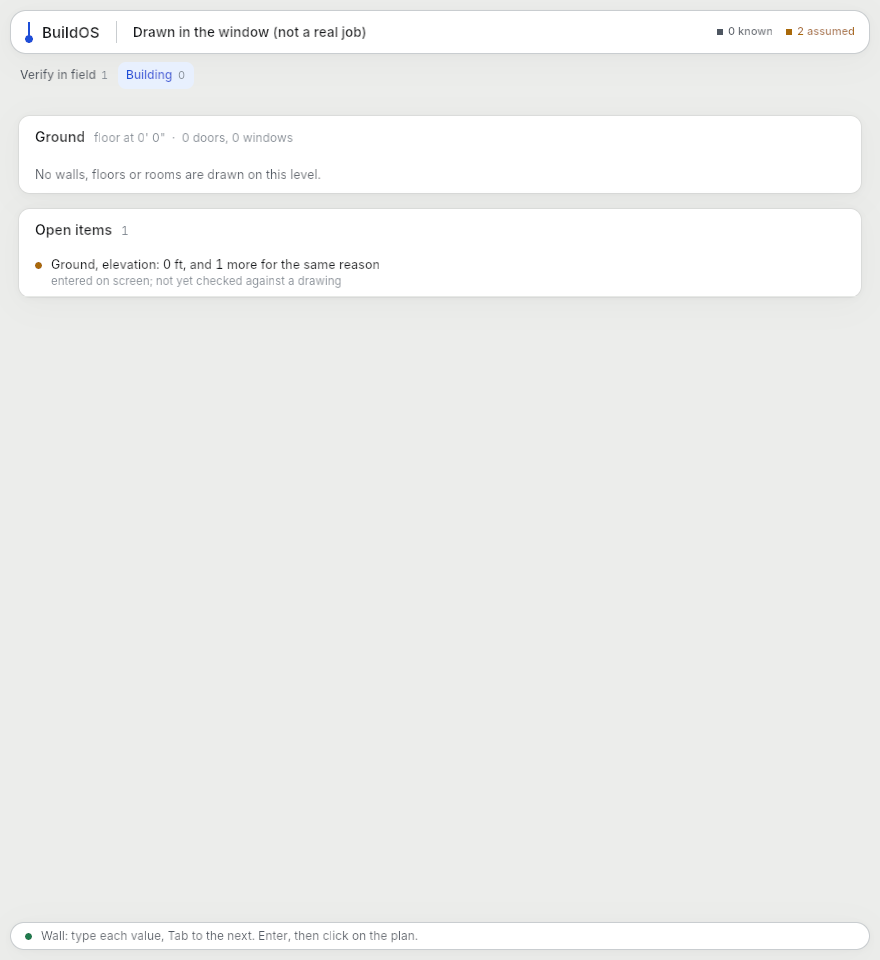 BuildOS
Drawn in the window (not a real job)
0 known
2 assumed
Verify in field 1
Building 0
Ground floor at 0' 0" · 0 doors, 0 windows
No walls, floors or rooms are drawn on this level.
Open items 1
Ground, elevation: 0 ft, and 1 more for the same reason
entered on screen; not yet checked against a drawing
Wall: type each value, Tab to the next. Enter, then click on the plan.